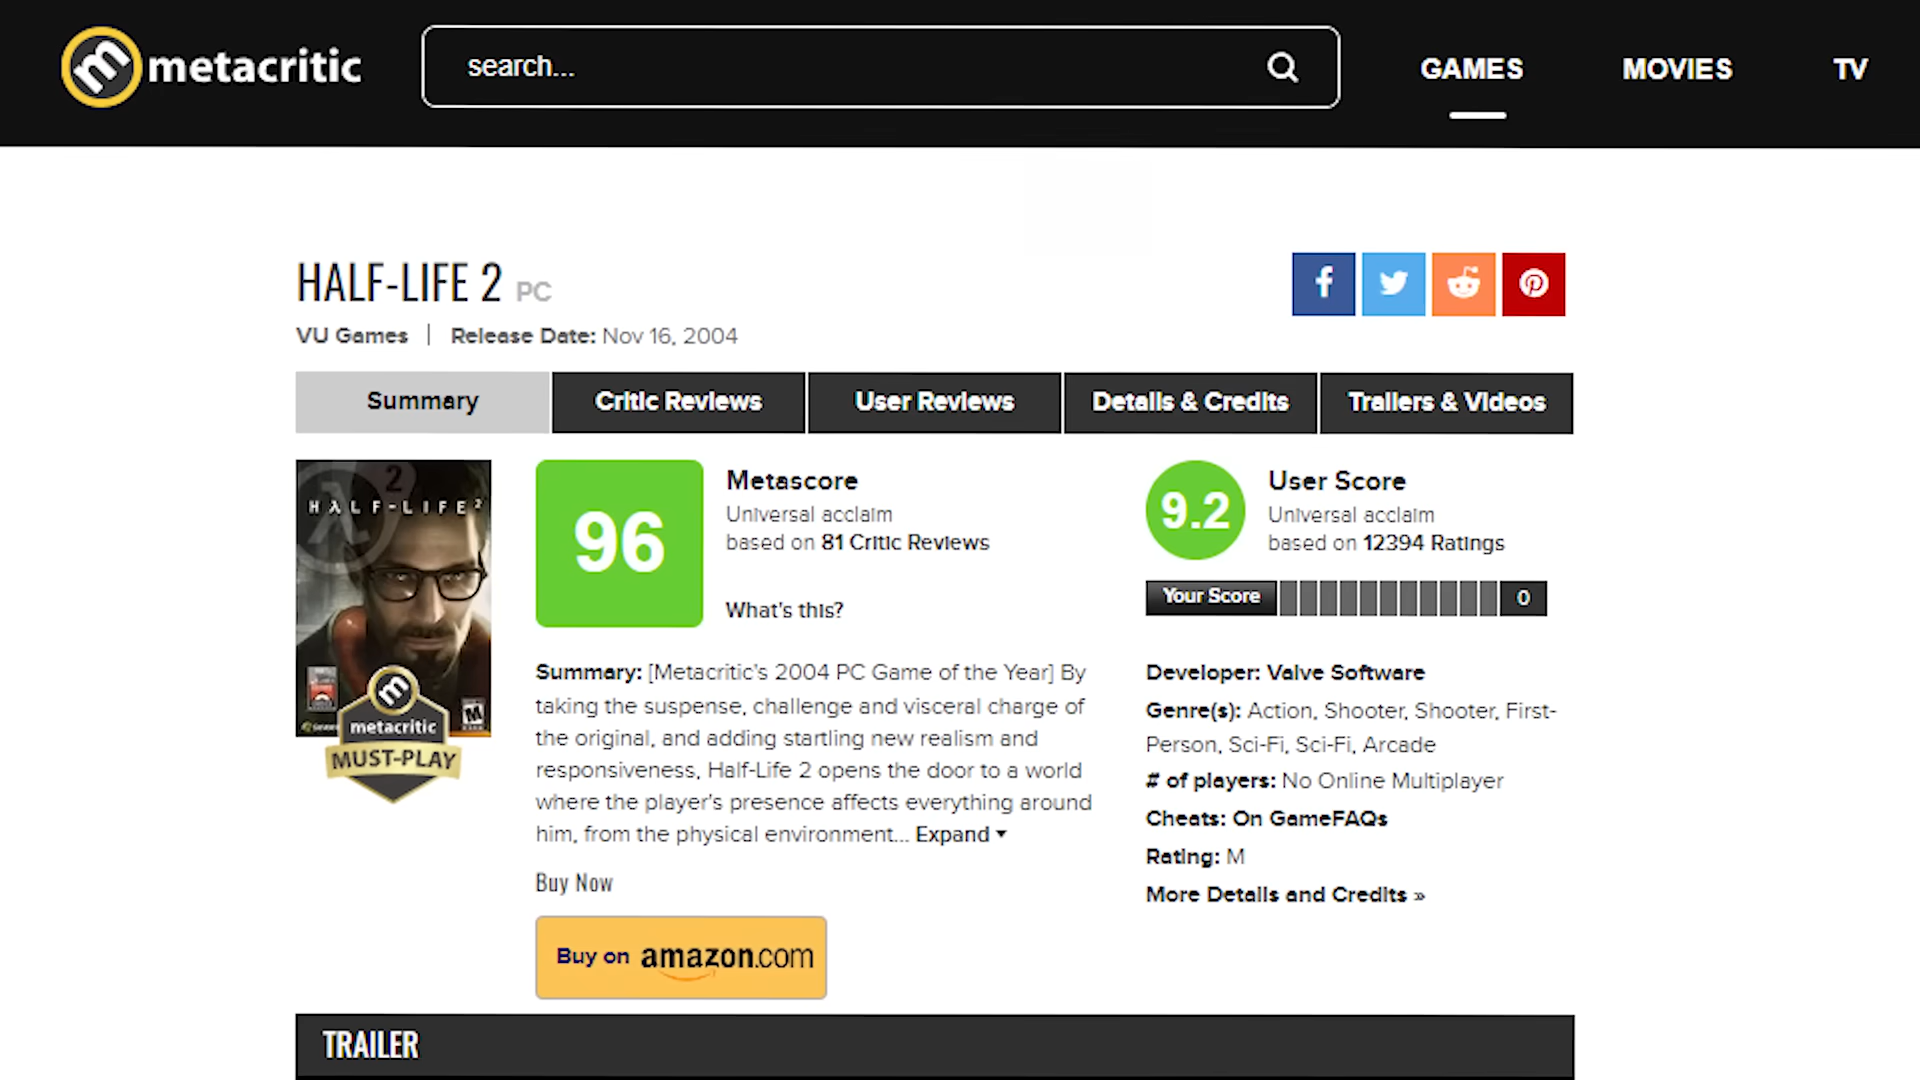 metacritic
search...
GAMES
MOVIES
TV
HALF-LIFE 2 PC
VU Games | Release Date: Nov 16, 2004
Summary
Critic Reviews
User Reviews
Details & Credits
Trailers & Videos
2
HλLF-LIFE²
M
metacritic
MUST-PLAY
96
Metascore
Universal acclaim
based on 81 Critic Reviews
What's this?
9.2
User Score
Universal acclaim
based on 12394 Ratings
Your Score
0
Summary: [Metacritic's 2004 PC Game of the Year] By
taking the suspense, challenge and visceral charge of
the original, and adding startling new realism and
responsiveness, Half-Life 2 opens the door to a world
where the player's presence affects everything around
him, from the physical environment... Expand
Buy Now
Buy on amazon.com
Developer: Valve Software
Genre(s): Action, Shooter, Shooter, First-
Person, Sci-Fi, Sci-Fi, Arcade
# of players: No Online Multiplayer
Cheats: On GameFAQs
Rating: M
More Details and Credits »
TRAILER